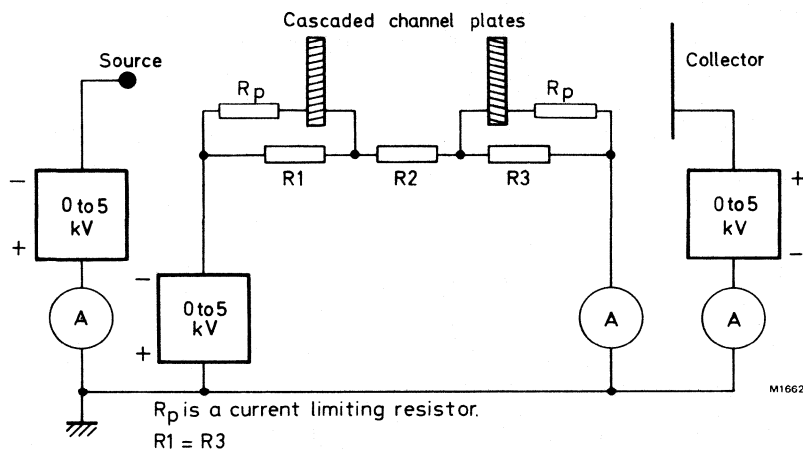 Cascaded channel plates
Source
Collector
Rp
Rp
R1
R2
R3
-
0 to 5
kV
+
-
0 to 5
kV
+
+
0 to 5
kV
-
A
A
A
M1662
Rp is a current limiting resistor.
R1 = R3